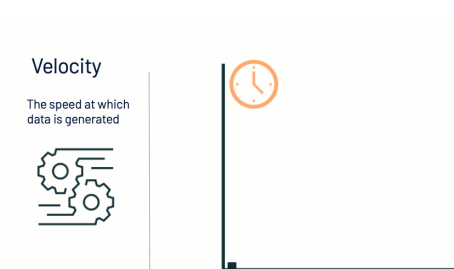 Velocity
The speed at which
data is generated